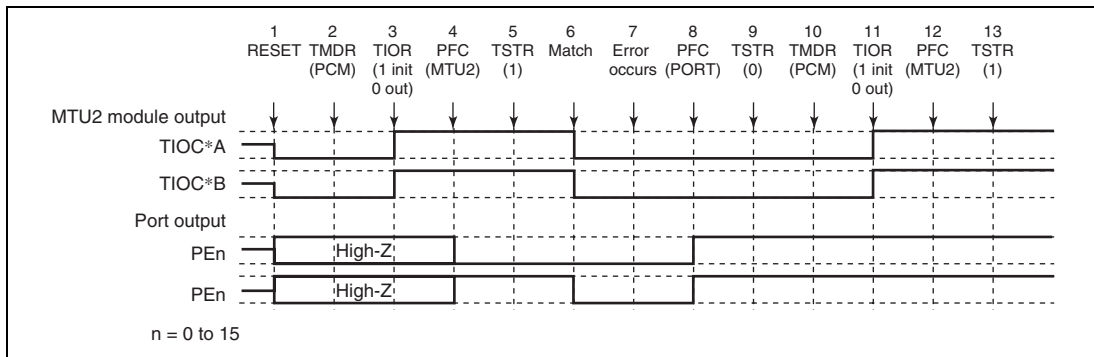 1 2 3 4 5 6 7 8 9 10 11 12 13
RESET TMDR TIOR PFC TSTR Match Error PFC TSTR TMDR TIOR PFC TSTR
(PCM) (1 init (MTU2) (1) occurs (PORT) (0) (PCM) (1 init (MTU2) (1)
0 out) 0 out)
MTU2 module output
TIOC*A
TIOC*B
Port output
PEn High-Z
PEn High-Z
n = 0 to 15